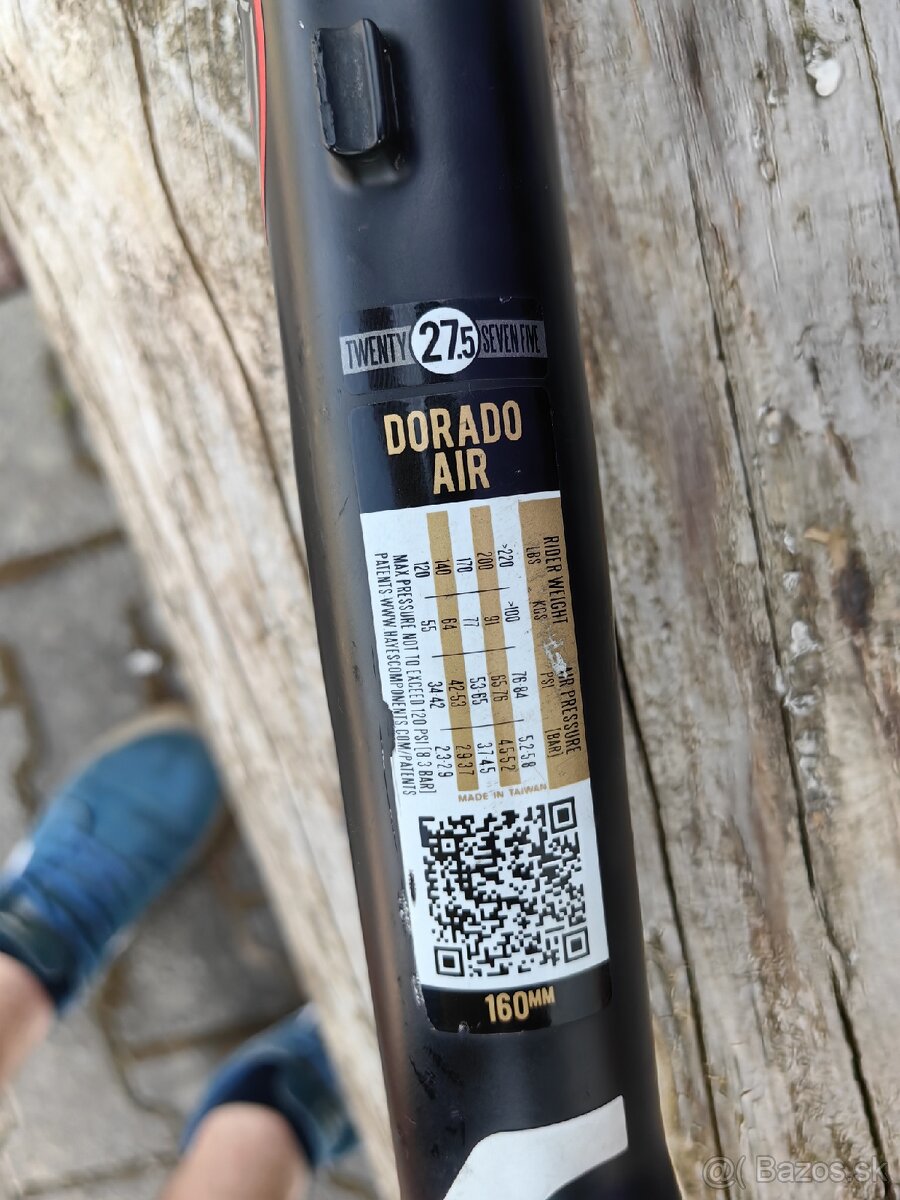 TWENTY 27.5 SEVEN FIVE
DORADO
AIR
RIDER WEIGHT AIR PRESSURE
LBS KGS PSI [BAR]
>220 >100 76-84 5.2-5.8
200 91 65-76 4.5-5.2
170 77 53-65 3.7-4.5
140 64 42-53 2.9-3.7
120 55 34-42 2.3-2.9
MAX PRESSURE NOT TO EXCEED 120 PSI [8.3 BAR]
PATENTS WWW.HAYESCOMPONENTS.COM/PATENTS
MADE IN TAIWAN
160MM
@( Bazos.sk